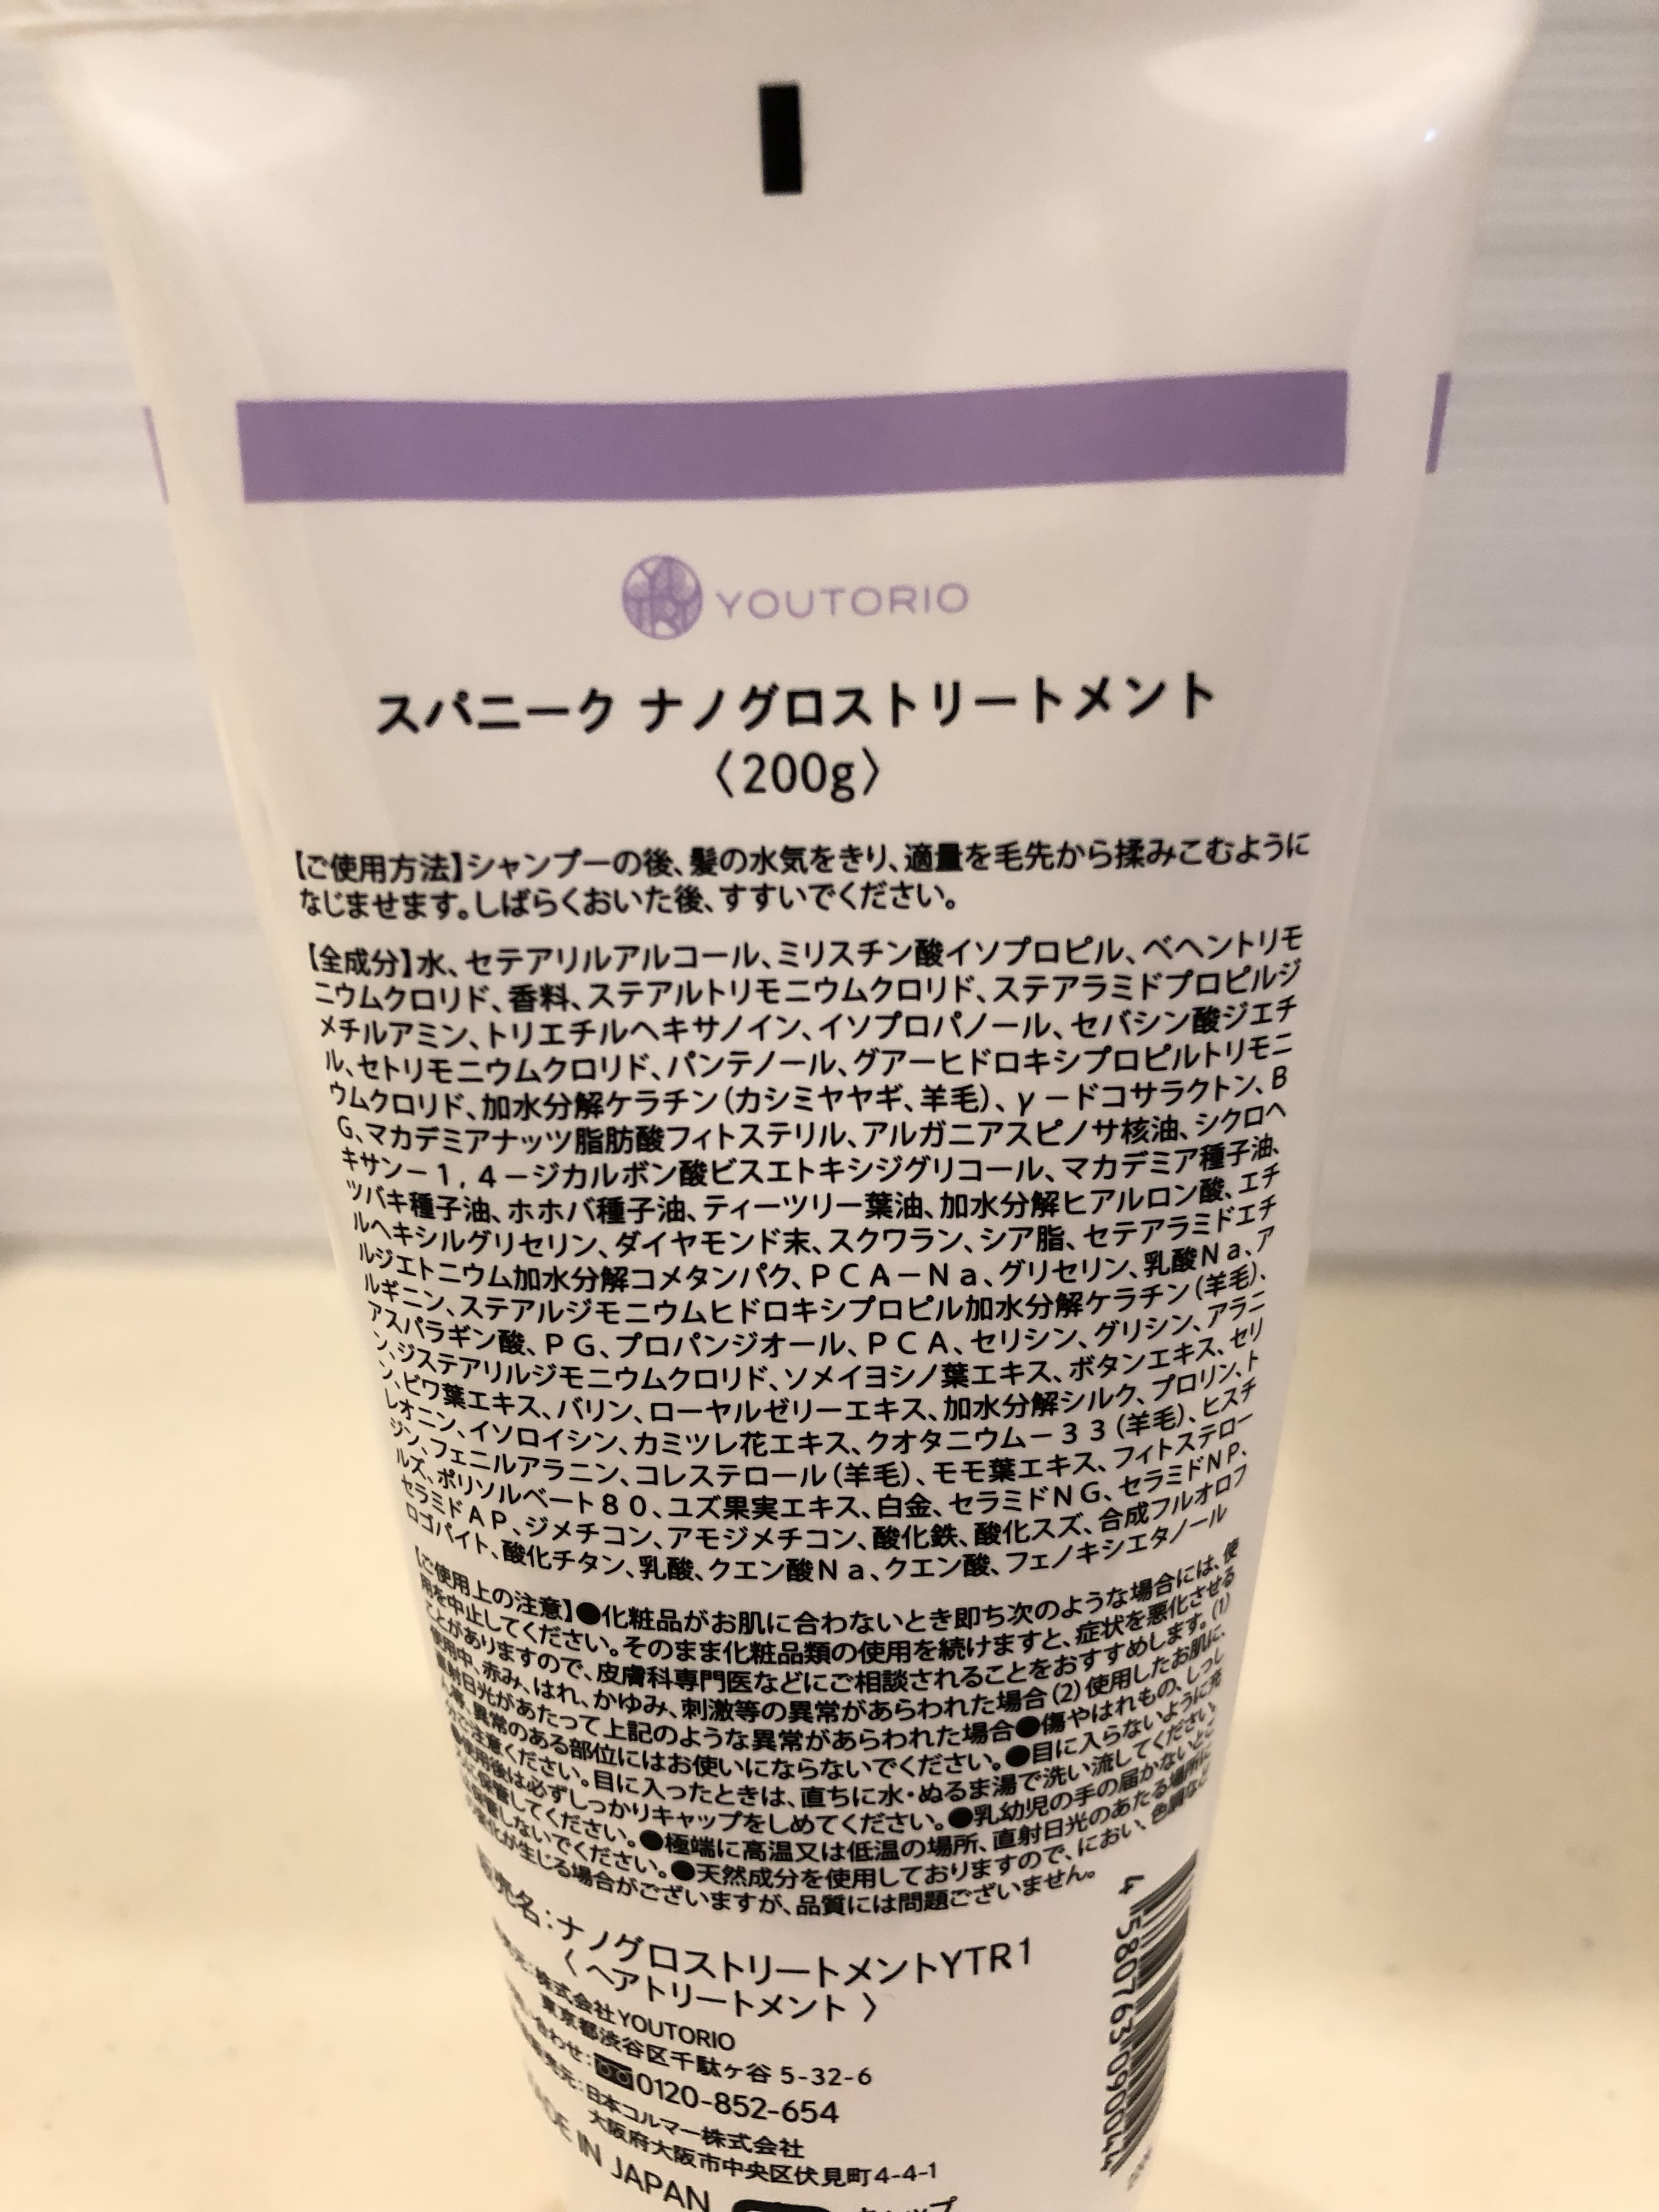 YOUTORIO
スパニーク ナノグロストリートメント
〈200g〉
【ご使用方法】シャンプーの後、髪の水気をきり、適量を毛先から揉みこむように
なじませます。しばらくおいた後、すすいでください。
【全成分】水、セテアリルアルコール、ミリスチン酸イソプロピル、ベヘントリモ
ニウムクロリド、香料、ステアルトリモニウムクロリド、ステアラミドプロピルジ
メチルアミン、トリエチルヘキサノイン、イソプロパノール、セバシン酸ジエチ
ル、セトリモニウムクロリド、パンテノール、グアーヒドロキシプロピルトリモニ
ウムクロリド、加水分解ケラチン（カシミヤヤギ、羊毛）、γ－ドコサラクトン、B
G、マカデミアナッツ脂肪酸フィトステリル、アルガニアスピノサ核油、シクロヘ
キサン－１，４－ジカルボン酸ビスエトキシジグリコール、マカデミア種子油、
ツバキ種子油、ホホバ種子油、ティーツリー葉油、加水分解ヒアルロン酸、エチ
ルヘキシルグリセリン、ダイヤモンド末、スクワラン、シア脂、セテアラミドエチ
ルジエトニウム加水分解コメタンパク、ＰＣＡ－Ｎａ、グリセリン、乳酸Ｎａ、ア
ルギニン、ステアルジモニウムヒドロキシプロピル加水分解ケラチン（羊毛）、
アスパラギン酸、ＰＧ、プロパンジオール、ＰＣＡ、セリシン、グリシン、アラニ
ン、ジステアリルジモニウムクロリド、ソメイヨシノ葉エキス、ボタンエキス、セリ
ン、ビワ葉エキス、バリン、ローヤルゼリーエキス、加水分解シルク、プロリン、ト
レオニン、イソロイシン、カミツレ花エキス、クオタニウム－３３（羊毛）、ヒスチ
ジン、フェニルアラニン、コレステロール（羊毛）、モモ葉エキス、フィトステロー
ルズ、ポリソルベート８０、ユズ果実エキス、白金、セラミドＮＧ、セラミドＮＰ、
セラミドＡＰ、ジメチコン、アモジメチコン、酸化鉄、酸化スズ、合成フルオロフ
ロゴパイト、酸化チタン、乳酸、クエン酸Ｎａ、クエン酸、フェノキシエタノール
【ご使用上の注意】●化粧品がお肌に合わないとき即ち次のような場合には、使
用を中止してください。そのまま化粧品類の使用を続けますと、症状を悪化させる
ことがありますので、皮膚科専門医などにご相談されることをおすすめします。(1)
使用中、赤み、はれ、かゆみ、刺激等の異常があらわれた場合(2)使用したお肌に、
直射日光があたって上記のような異常があらわれた場合●傷やはれもの、しっし
ん等、異常のある部位にはお使いにならないでください。●目に入らないように充
分ご注意ください。目に入ったときは、直ちに水・ぬるま湯で洗い流してください。
●使用後は必ずしっかりキャップをしめてください。●乳幼児の手の届かないとこ
に保管してください。●極端に高温又は低温の場所、直射日光のあたる場所に
保管しないでください。●天然成分を使用しておりますので、におい、色調など
変化が生じる場合がございますが、品質には問題ございません。
売名：ナノグロストリートメントYTR1
〈 ヘアトリートメント 〉
元：株式会社YOUTORIO
東京都渋谷区千駄ヶ谷 5-32-6
合わせ：0120-852-654
売元：日本コルマー株式会社
大阪府大阪市中央区伏見町4-4-1
DE IN JAPAN
キャップ
4 580763 090044